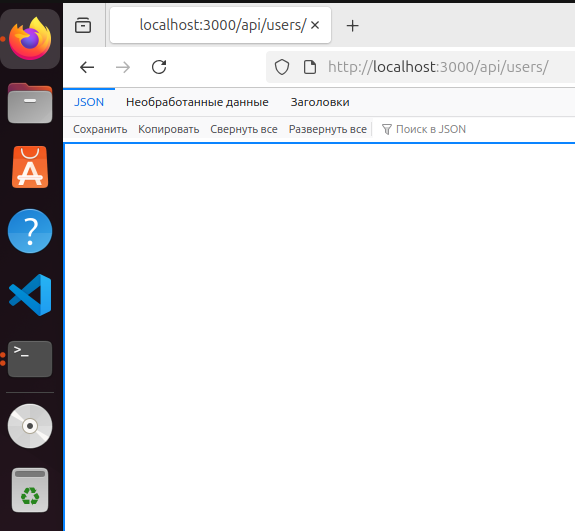 localhost:3000/api/users/
http://localhost:3000/api/users/
JSON Необработанные данные Заголовки
Сохранить Копировать Свернуть все Развернуть все Поиск в JSON